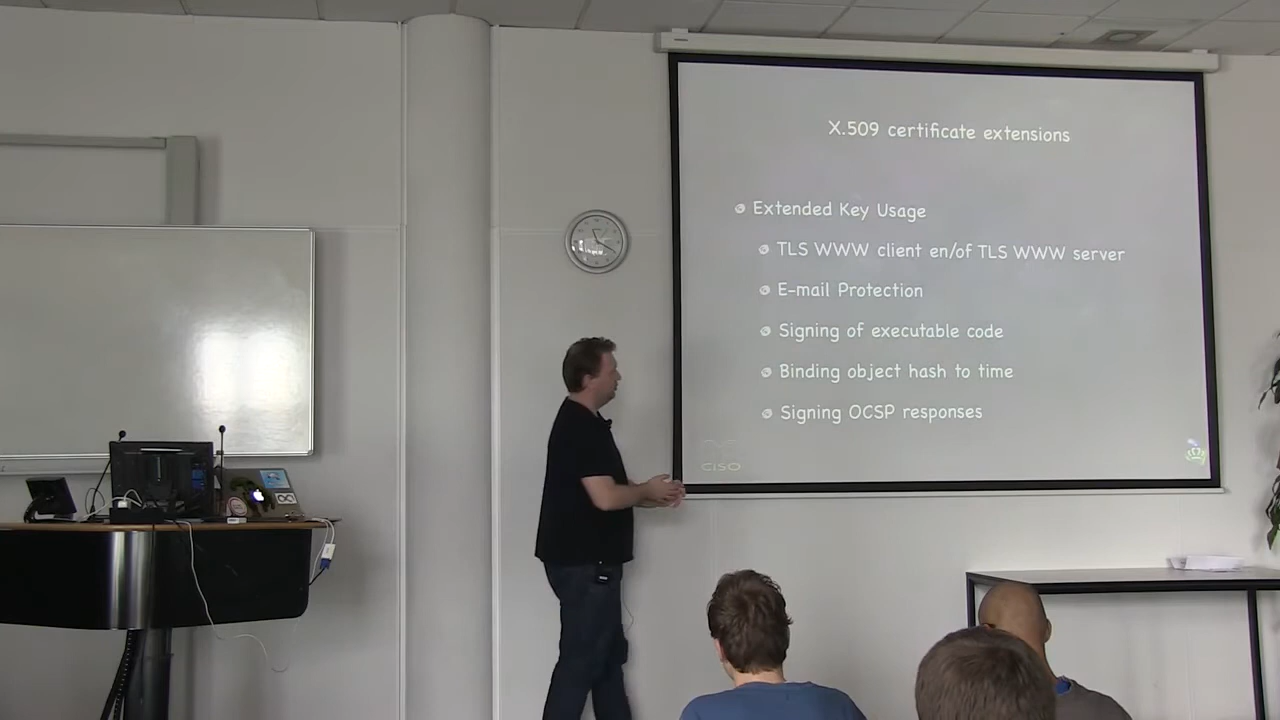 X.509 certificate extensions
Extended Key Usage
TLS WWW client en/of TLS WWW server
E-mail Protection
Signing of executable code
Binding object hash to time
Signing OCSP responses
CISO